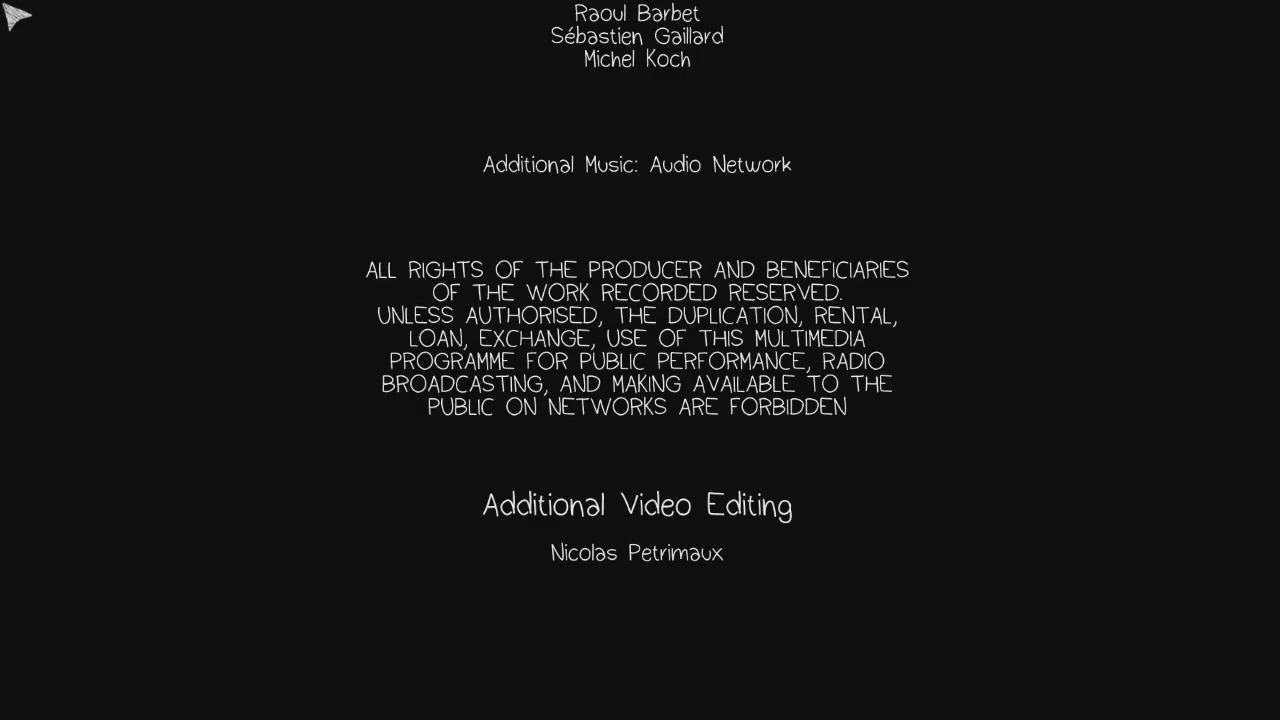 Raoul Barbet
Sébastien Gaillard
Michel Koch
Additional Music: Audio Network
ALL RIGHTS OF THE PRODUCER AND BENEFICIARIES
OF THE WORK RECORDED RESERVED.
UNLESS AUTHORISED, THE DUPLICATION, RENTAL,
LOAN, EXCHANGE, USE OF THIS MULTIMEDIA
PROGRAMME FOR PUBLIC PERFORMANCE, RADIO
BROADCASTING, AND MAKING AVAILABLE TO THE
PUBLIC ON NETWORKS ARE FORBIDDEN
Additional Video Editing
Nicolas Petrimaux